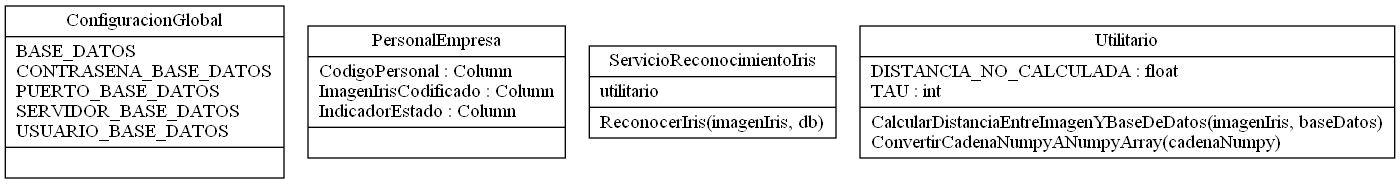 ConfiguracionGlobal
BASE_DATOS
CONTRASENA_BASE_DATOS
PUERTO_BASE_DATOS
SERVIDOR_BASE_DATOS
USUARIO_BASE_DATOS
PersonalEmpresa
CodigoPersonal : Column
ImagenIrisCodificado : Column
IndicadorEstado : Column
ServicioReconocimientoIris
utilitario
ReconocerIris(imagenIris, db)
Utilitario
DISTANCIA_NO_CALCULADA : float
TAU : int
CalcularDistanciaEntreImagenYBaseDeDatos(imagenIris, baseDatos)
ConvertirCadenaNumpyANumpyArray(cadenaNumpy)